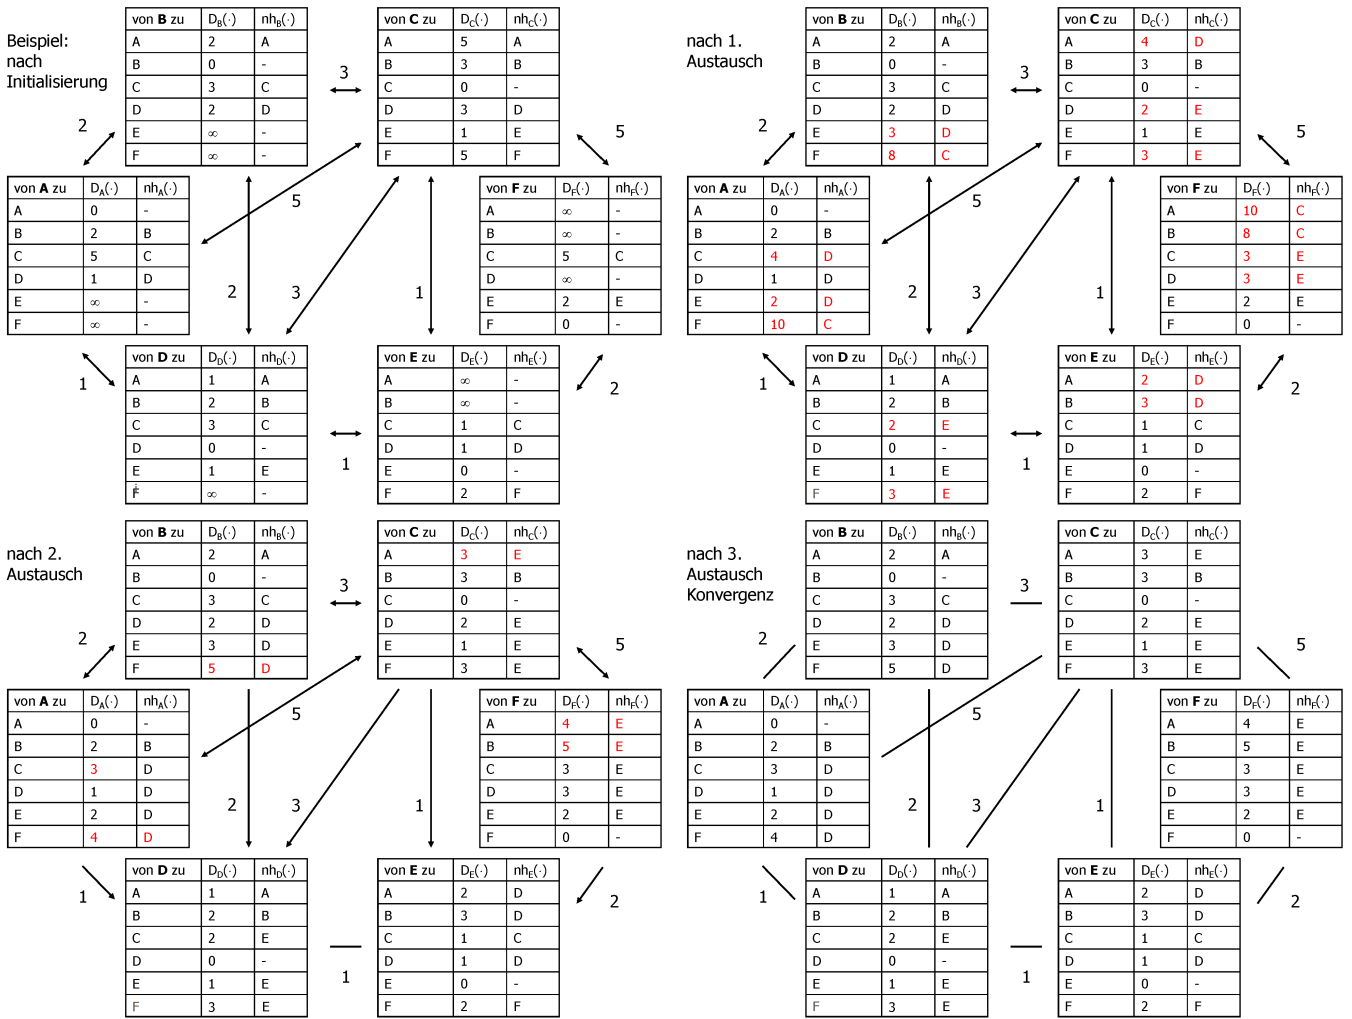 Beispiel:
nach
Initialisierung
von B zu D_B(·) nh_B(·)
A 2 A
B 0 -
C 3 C
D 2 D
E ∞ -
F ∞ -
3
von C zu D_C(·) nh_C(·)
A 5 A
B 3 B
C 0 -
D 3 D
E 1 E
F 5 F
2
5
von A zu D_A(·) nh_A(·)
A 0 -
B 2 B
C 5 C
D 1 D
E ∞ -
F ∞ -
5
2
3
1
von F zu D_F(·) nh_F(·)
A ∞ -
B ∞ -
C 5 C
D ∞ -
E 2 E
F 0 -
1
2
von D zu D_D(·) nh_D(·)
A 1 A
B 2 B
C 3 C
D 0 -
E 1 E
F ∞ -
1
von E zu D_E(·) nh_E(·)
A ∞ -
B ∞ -
C 1 C
D 1 D
E 0 -
F 2 F
nach 1.
Austausch
von B zu D_B(·) nh_B(·)
A 2 A
B 0 -
C 3 C
D 2 D
E 3 D
F 8 C
3
von C zu D_C(·) nh_C(·)
A 4 D
B 3 B
C 0 -
D 2 E
E 1 E
F 3 E
2
5
von A zu D_A(·) nh_A(·)
A 0 -
B 2 B
C 4 D
D 1 D
E 2 D
F 10 C
5
2
3
1
von F zu D_F(·) nh_F(·)
A 10 C
B 8 C
C 3 E
D 3 E
E 2 E
F 0 -
1
2
von D zu D_D(·) nh_D(·)
A 1 A
B 2 B
C 2 E
D 0 -
E 1 E
F 3 E
1
von E zu D_E(·) nh_E(·)
A 2 D
B 3 D
C 1 C
D 1 D
E 0 -
F 2 F
nach 2.
Austausch
von B zu D_B(·) nh_B(·)
A 2 A
B 0 -
C 3 C
D 2 D
E 3 D
F 5 D
3
von C zu D_C(·) nh_C(·)
A 3 E
B 3 B
C 0 -
D 2 E
E 1 E
F 3 E
2
5
von A zu D_A(·) nh_A(·)
A 0 -
B 2 B
C 3 D
D 1 D
E 2 D
F 4 D
5
2
3
1
von F zu D_F(·) nh_F(·)
A 4 E
B 5 E
C 3 E
D 3 E
E 2 E
F 0 -
1
2
von D zu D_D(·) nh_D(·)
A 1 A
B 2 B
C 2 E
D 0 -
E 1 E
F 3 E
1
von E zu D_E(·) nh_E(·)
A 2 D
B 3 D
C 1 C
D 1 D
E 0 -
F 2 F
nach 3.
Austausch
Konvergenz
von B zu D_B(·) nh_B(·)
A 2 A
B 0 -
C 3 C
D 2 D
E 3 D
F 5 D
3
von C zu D_C(·) nh_C(·)
A 3 E
B 3 B
C 0 -
D 2 E
E 1 E
F 3 E
2
5
von A zu D_A(·) nh_A(·)
A 0 -
B 2 B
C 3 D
D 1 D
E 2 D
F 4 D
5
2
3
1
von F zu D_F(·) nh_F(·)
A 4 E
B 5 E
C 3 E
D 3 E
E 2 E
F 0 -
1
2
von D zu D_D(·) nh_D(·)
A 1 A
B 2 B
C 2 E
D 0 -
E 1 E
F 3 E
1
von E zu D_E(·) nh_E(·)
A 2 D
B 3 D
C 1 C
D 1 D
E 0 -
F 2 F